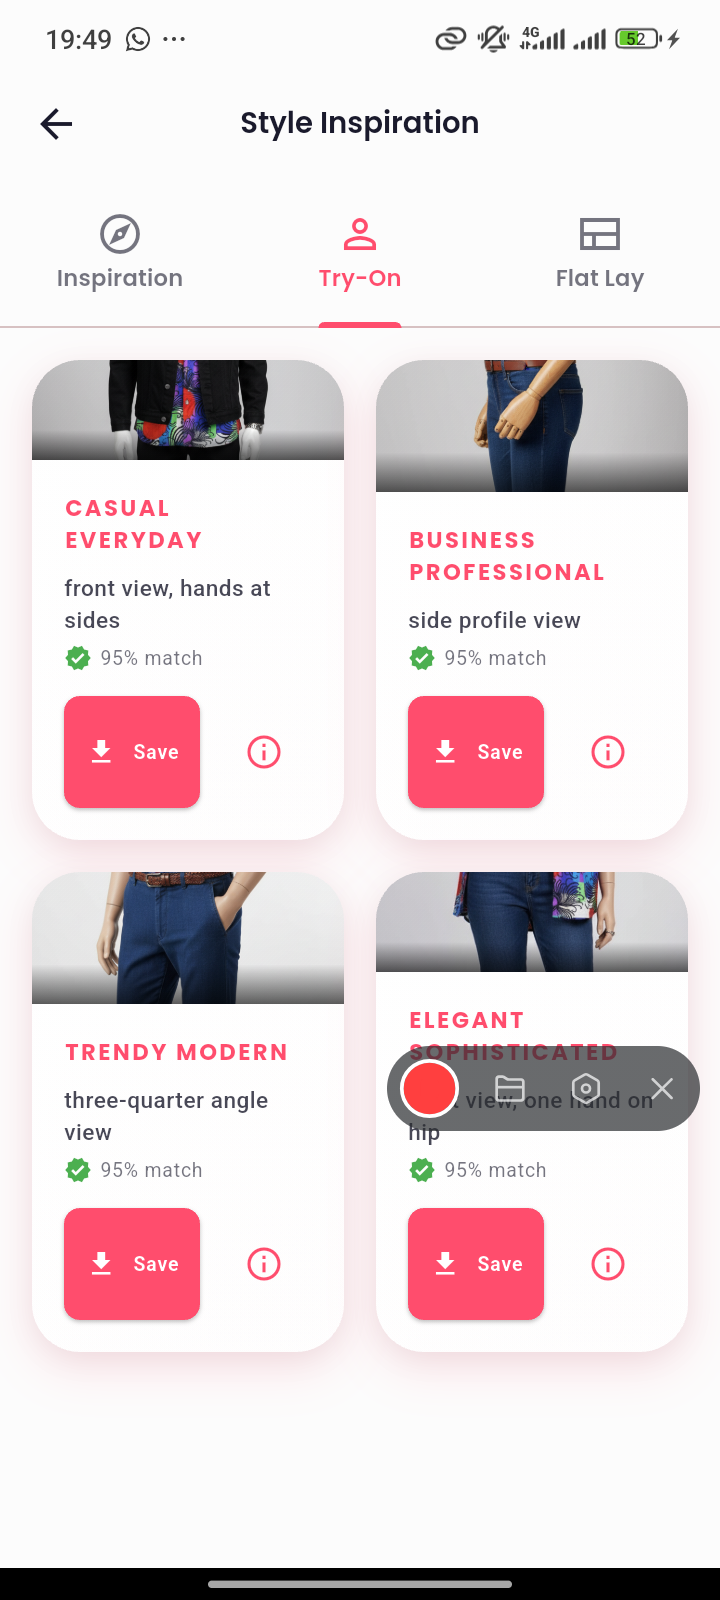 19:49
4G
52
Style Inspiration
Inspiration
Try-On
Flat Lay
CASUAL
EVERYDAY
front view, hands at
sides
95% match
Save
BUSINESS
PROFESSIONAL
side profile view
95% match
Save
TRENDY MODERN
three-quarter angle
view
95% match
Save
ELEGANT
SOPHISTICATED
view, one hand on
hip
95% match
Save